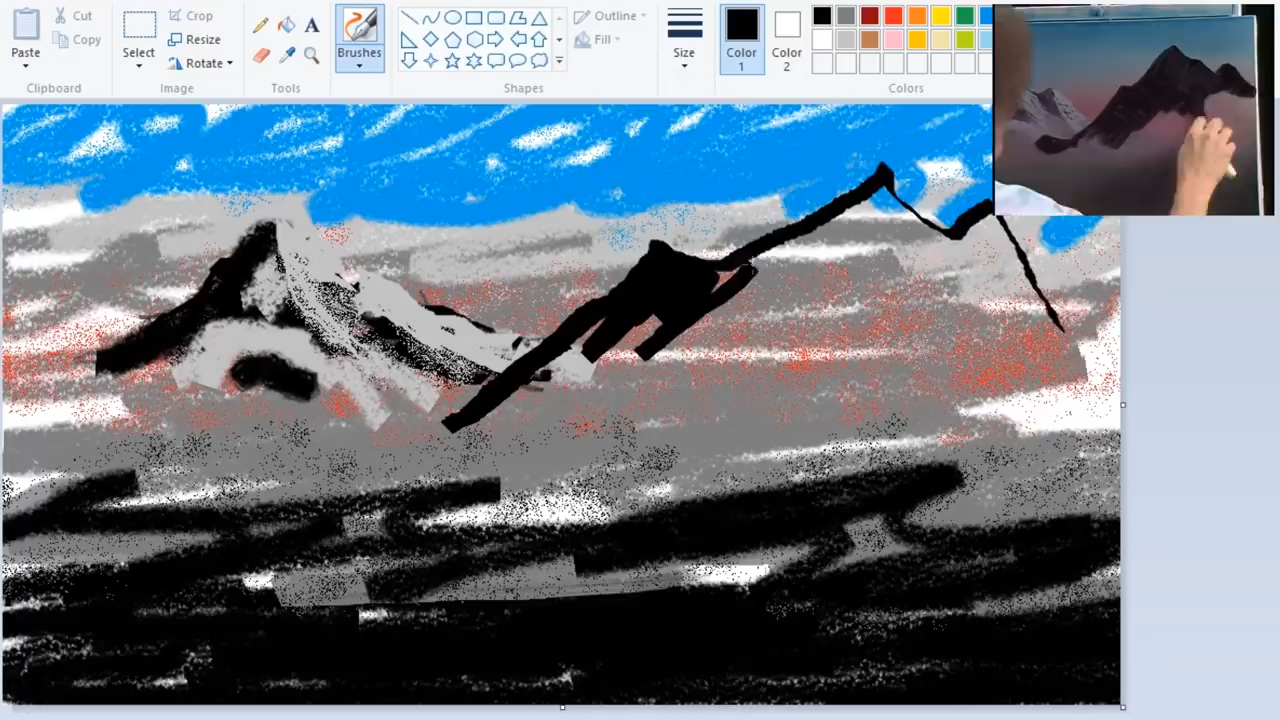 Paste
Cut
Copy
Clipboard
Select
Crop
Resize
Rotate
Image
A
Tools
Brushes
Outline
Fill
Shapes
Size
Color 1
Color 2
Colors